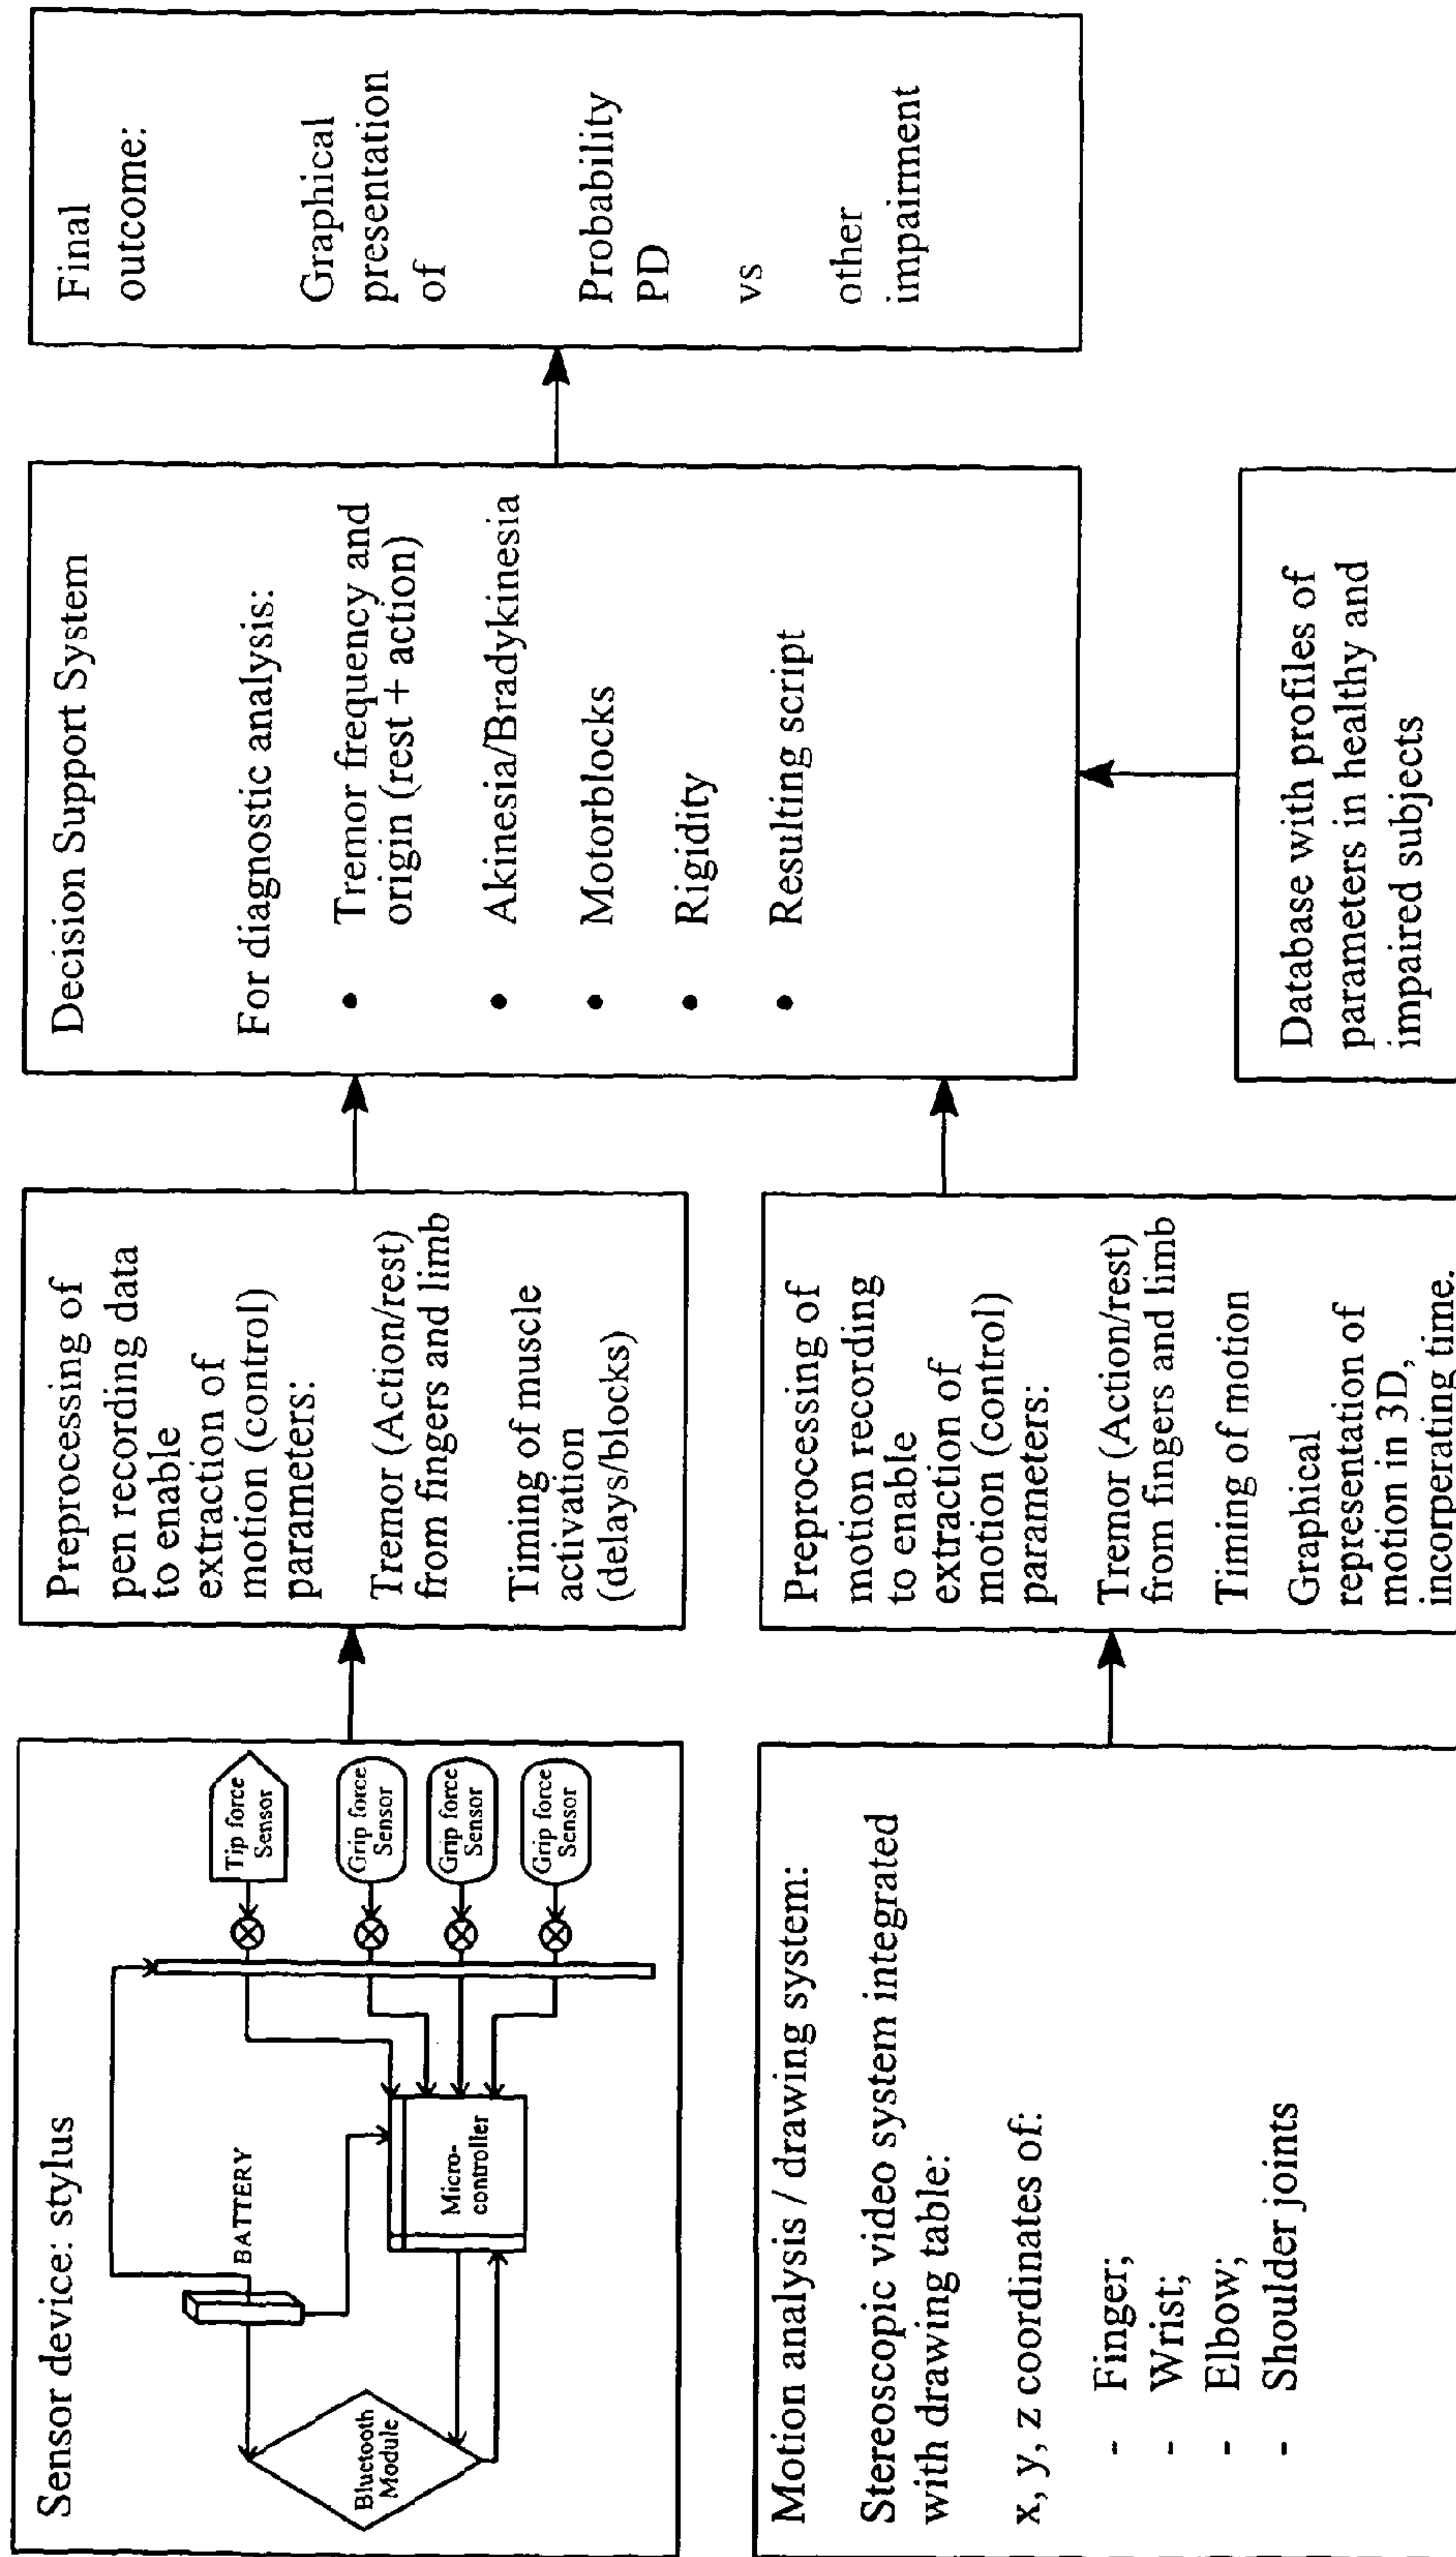 Sensor device: stylus
BATTERY
Bluetooth
Module
Micro-
controller
Tip force
Sensor
Grip force
Sensor
Grip force
Sensor
Grip force
Sensor
Motion analysis / drawing system:
Stereoscopic video system integrated
with drawing table:
x, y, z coordinates of:
- Finger;
- Wrist;
- Elbow;
- Shoulder joints
Preprocessing of
pen recording data
to enable
extraction of
motion (control)
parameters:
Tremor (Action/rest)
from fingers and limb
Timing of muscle
activation
(delays/blocks)
Preprocessing of
motion recording
to enable
extraction of
motion (control)
parameters:
Tremor (Action/rest)
from fingers and limb
Timing of motion
Graphical
representation of
motion in 3D,
incoperating time.
Decision Support System
For diagnostic analysis:
• Tremor frequency and
origin (rest + action)
• Akinesia/Bradykinesia
• Motorblocks
• Rigidity
• Resulting script
Database with profiles of
parameters in healthy and
impaired subjects
Final
outcome:
Graphical
presentation
of
Probability
PD
vs
other
impairment